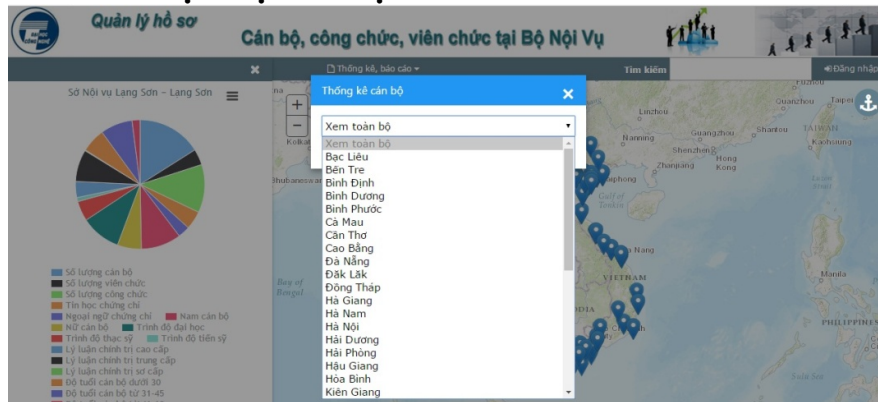 Quản lý hồ sơ
Cán bộ, công chức, viên chức tại Bộ Nội Vụ
Thống kê, báo cáo
Tìm kiếm
Đăng nhập
Sở Nội vụ Lạng Sơn - Lạng Sơn
Thống kê cán bộ
Xem toàn bộ
Xem toàn bộ
Bạc Liêu
Bến Tre
Bình Định
Bình Dương
Bình Phước
Cà Mau
Cần Thơ
Cao Bằng
Đà Nẵng
Đăk Lăk
Đồng Tháp
Hà Giang
Hà Nam
Hà Nội
Hải Dương
Hải Phòng
Hậu Giang
Hòa Bình
Kiên Giang
Số lượng cán bộ
Số lượng viên chức
Số lượng công chức
Tin học chứng chỉ
Ngoại ngữ chứng chỉ Nam cán bộ
Nữ cán bộ Trình độ đại học
Trình độ thạc sỹ Trình độ tiến sỹ
Lý luận chính trị cao cấp
Lý luận chính trị trung cấp
Lý luận chính trị sơ cấp
Độ tuổi cán bộ dưới 30
Độ tuổi cán bộ từ 31-45
Linzhou
Quanzhou
Taipei
Nanning
Guangzhou
Shantou
TAIWAN
Kaohsiung
Shenzhen
Zhanjiang
Hong
Kong
Gulf of
Tonkin
Nang
Bay of
Bengal
VIETNAM
Manila
PHILIPPINES
Sulu Sea